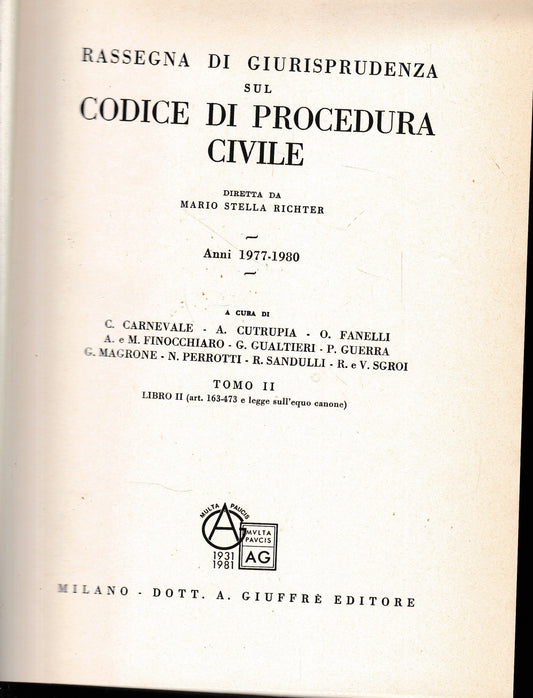 RASSEGNA DI GIURISPRUDENZA
SUL
CODICE DI PROCEDURA
CIVILE
DIRETTA DA
MARIO STELLA RICHTER
~
Anni 1977-1980
~
A CURA DI
C. CARNEVALE - A. CUTRUPIA - O. FANELLI
A. e M. FINOCCHIARO - G. GUALTIERI - P. GUERRA
G. MAGRONE - N. PERROTTI - R. SANDULLI - R. e V. SGROI
TOMO II
LIBRO II (art. 163-473 e legge sull'equo canone)
MULTA PAUCIS
A
1931
1981
MVLTA
PAVCIS
AG
MILANO - DOTT. A. GIUFFRÈ EDITORE